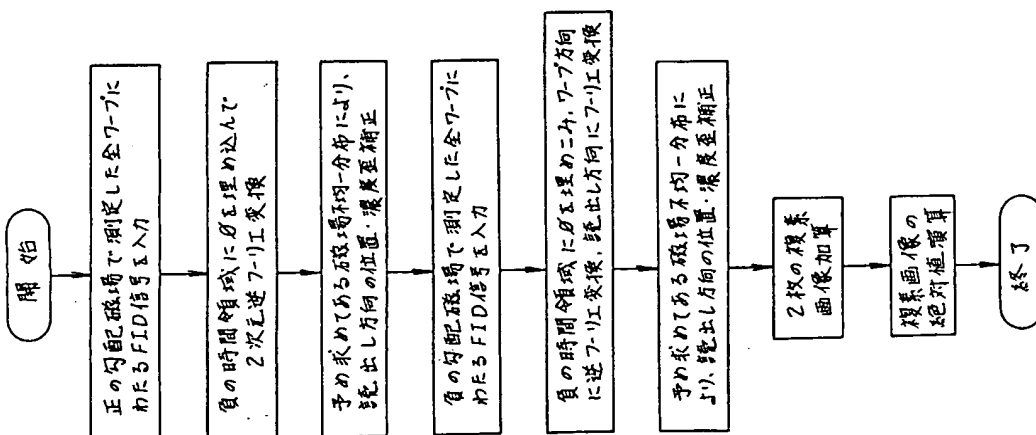 開始
正の勾配磁場で測定した全ワープに
わたるFID信号を入力
負の時間領域に0を埋め込んで
2次元逆フーリエ変換
予め求めてある磁場不均一分布により、
読出し方向の位置・濃度歪補正
負の勾配磁場で測定した全ワープに
わたるFID信号を入力
負の時間領域に0を埋めこみ,ワープ方向
に逆フーリエ変換,読出し方向にフーリエ変換
予め求めてある磁場不均一分布に
より、読出し方向の位置・濃度歪補正
2枚の複素
画像加算
複素画像の
絶対値演算
終了